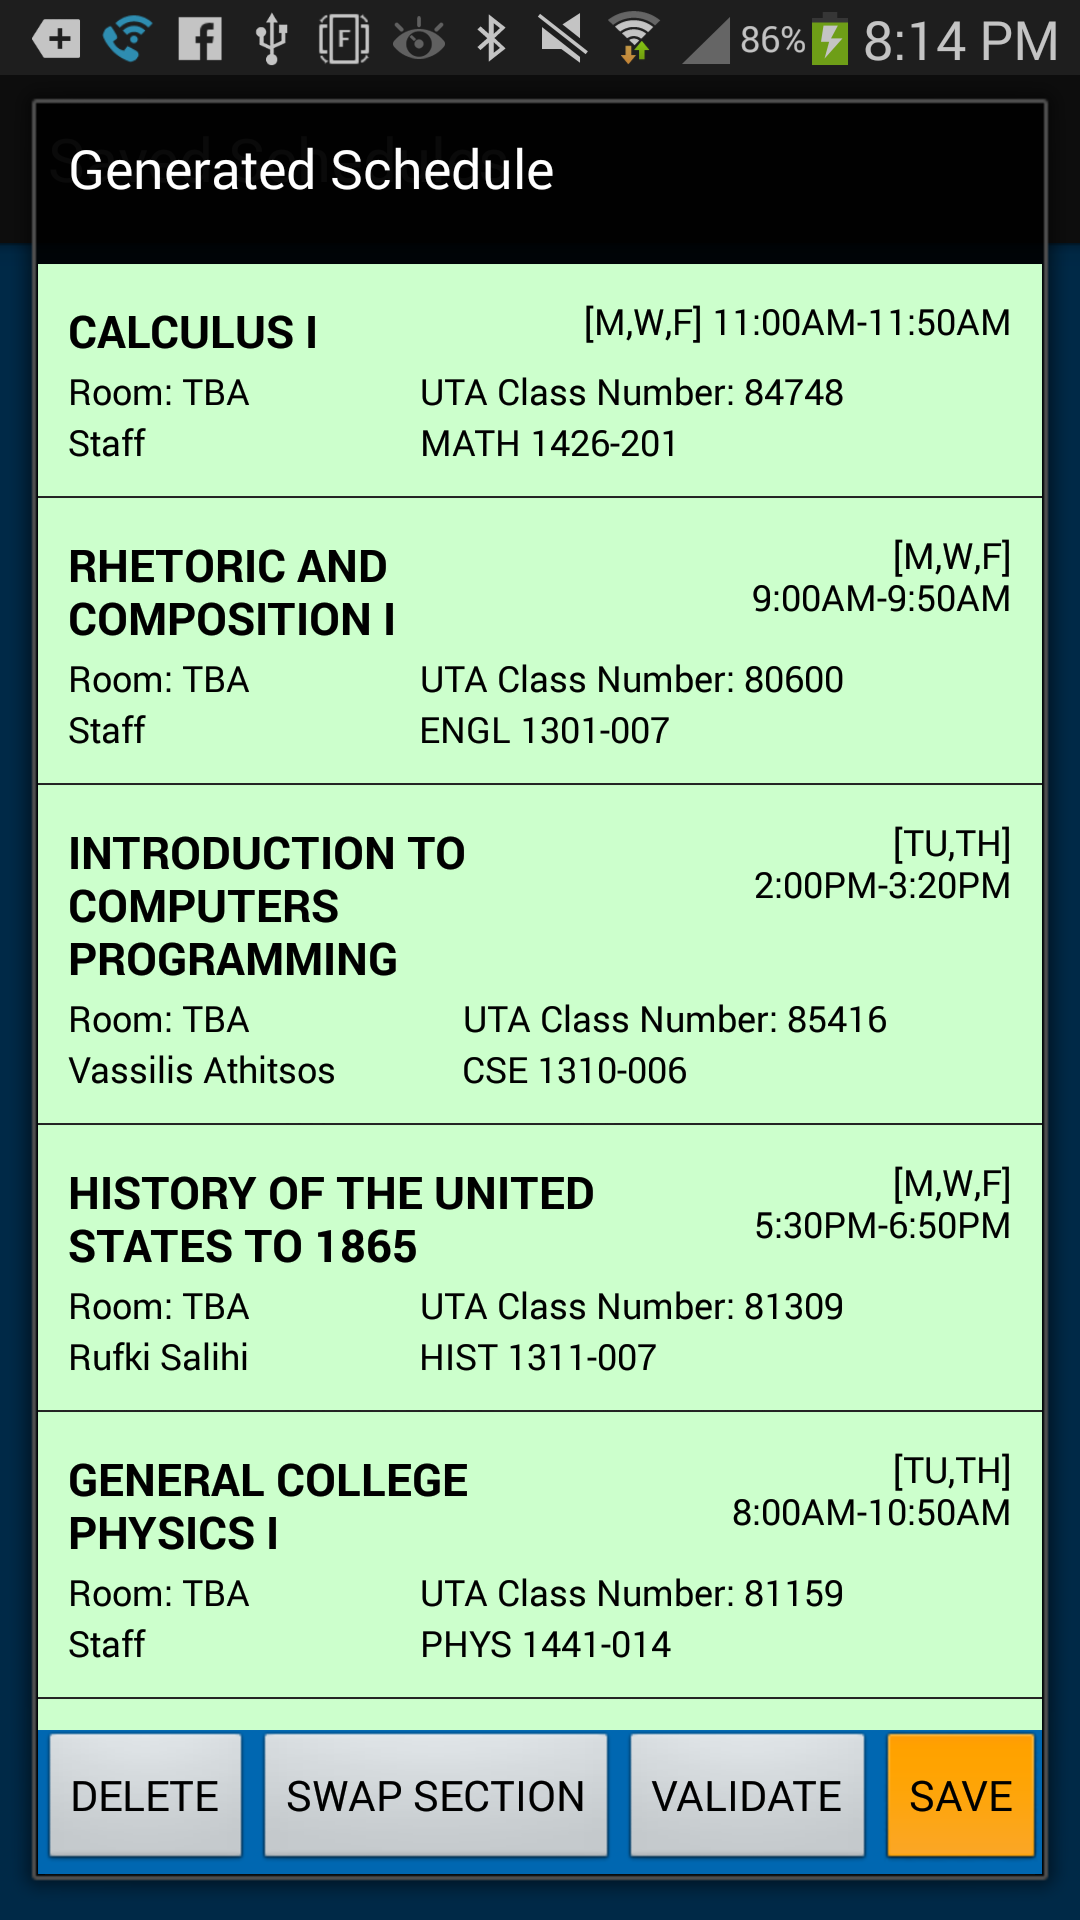 86% 8:14 PM
Generated Schedule
CALCULUS I
[M,W,F] 11:00AM-11:50AM
Room: TBA
UTA Class Number: 84748
Staff
MATH 1426-201
RHETORIC AND
COMPOSITION I
[M,W,F]
9:00AM-9:50AM
Room: TBA
UTA Class Number: 80600
Staff
ENGL 1301-007
INTRODUCTION TO
COMPUTERS
PROGRAMMING
[TU,TH]
2:00PM-3:20PM
Room: TBA
UTA Class Number: 85416
Vassilis Athitsos
CSE 1310-006
HISTORY OF THE UNITED
STATES TO 1865
[M,W,F]
5:30PM-6:50PM
Room: TBA
UTA Class Number: 81309
Rufki Salihi
HIST 1311-007
GENERAL COLLEGE
PHYSICS I
[TU,TH]
8:00AM-10:50AM
Room: TBA
UTA Class Number: 81159
Staff
PHYS 1441-014
DELETE
SWAP SECTION
VALIDATE
SAVE